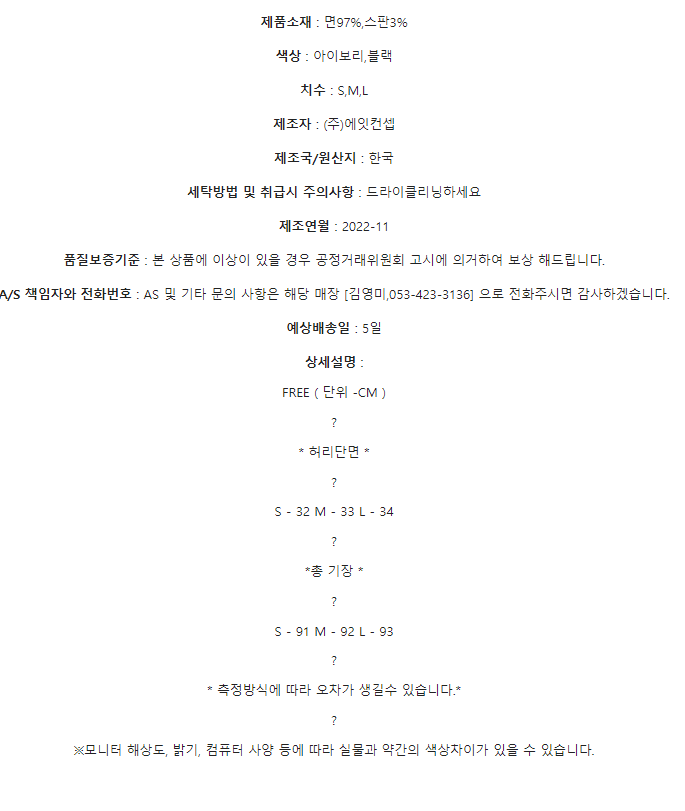 제품소재 : 면97%,스판3%
색상 : 아이보리,블랙
치수 : S,M,L
제조자 : (주)에잇컨셉
제조국/원산지 : 한국
세탁방법 및 취급시 주의사항 : 드라이클리닝하세요
제조연월 : 2022-11
품질보증기준 : 본 상품에 이상이 있을 경우 공정거래위원회 고시에 의거하여 보상 해드립니다.
A/S 책임자와 전화번호 : AS 및 기타 문의 사항은 해당 매장 [김영미,053-423-3136] 으로 전화주시면 감사하겠습니다.
예상배송일 : 5일
상세설명 :
FREE ( 단위 -CM )
?
* 허리단면 *
?
S - 32 M - 33 L - 34
?
*총 기장 *
?
S - 91 M - 92 L - 93
?
* 측정방식에 따라 오차가 생길수 있습니다.*
?
※모니터 해상도, 밝기, 컴퓨터 사양 등에 따라 실물과 약간의 색상차이가 있을 수 있습니다.